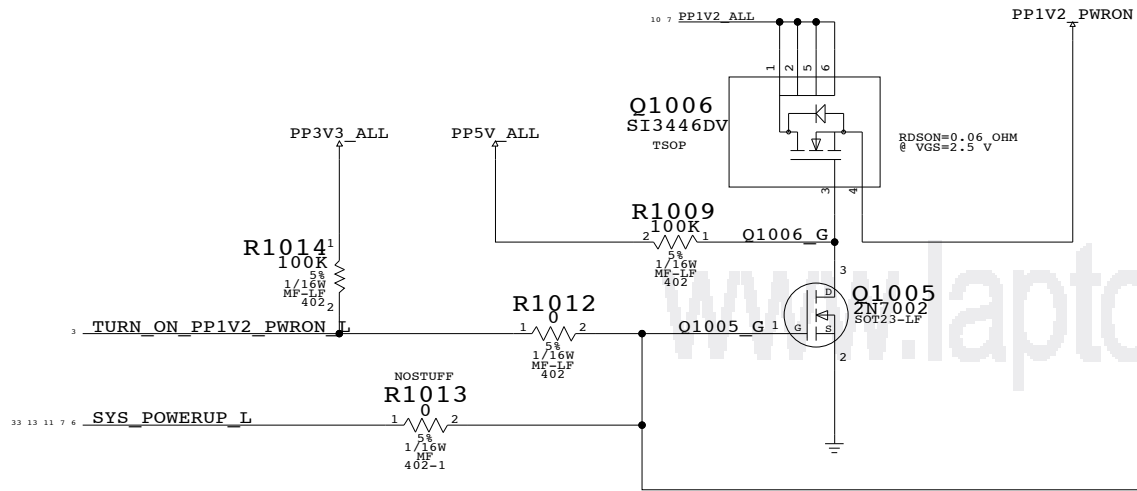 PP1V2_PWRON
10 7 PP1V2_ALL
1 2 5 6
Q1006
SI3446DV
TSOP
RDSON=0.06 OHM
@ VGS=2.5 V
3 4
PP3V3_ALL
PP5V_ALL
R1009
100K
2 1
5%
1/16W
MF-LF
402
Q1006_G
R1014
1
100K
5%
1/16W
MF-LF
402
2
3
D
Q1005
2N7002
SOT23-LF
1 G S
2
R1012
0
1 2
5%
1/16W
MF-LF
402
3 TURN_ON_PP1V2_PWRON_L
Q1005_G
NOSTUFF
R1013
0
1 2
5%
1/16W
MF
402-1
33 13 11 7 6 SYS_POWERUP_L
www.lapto